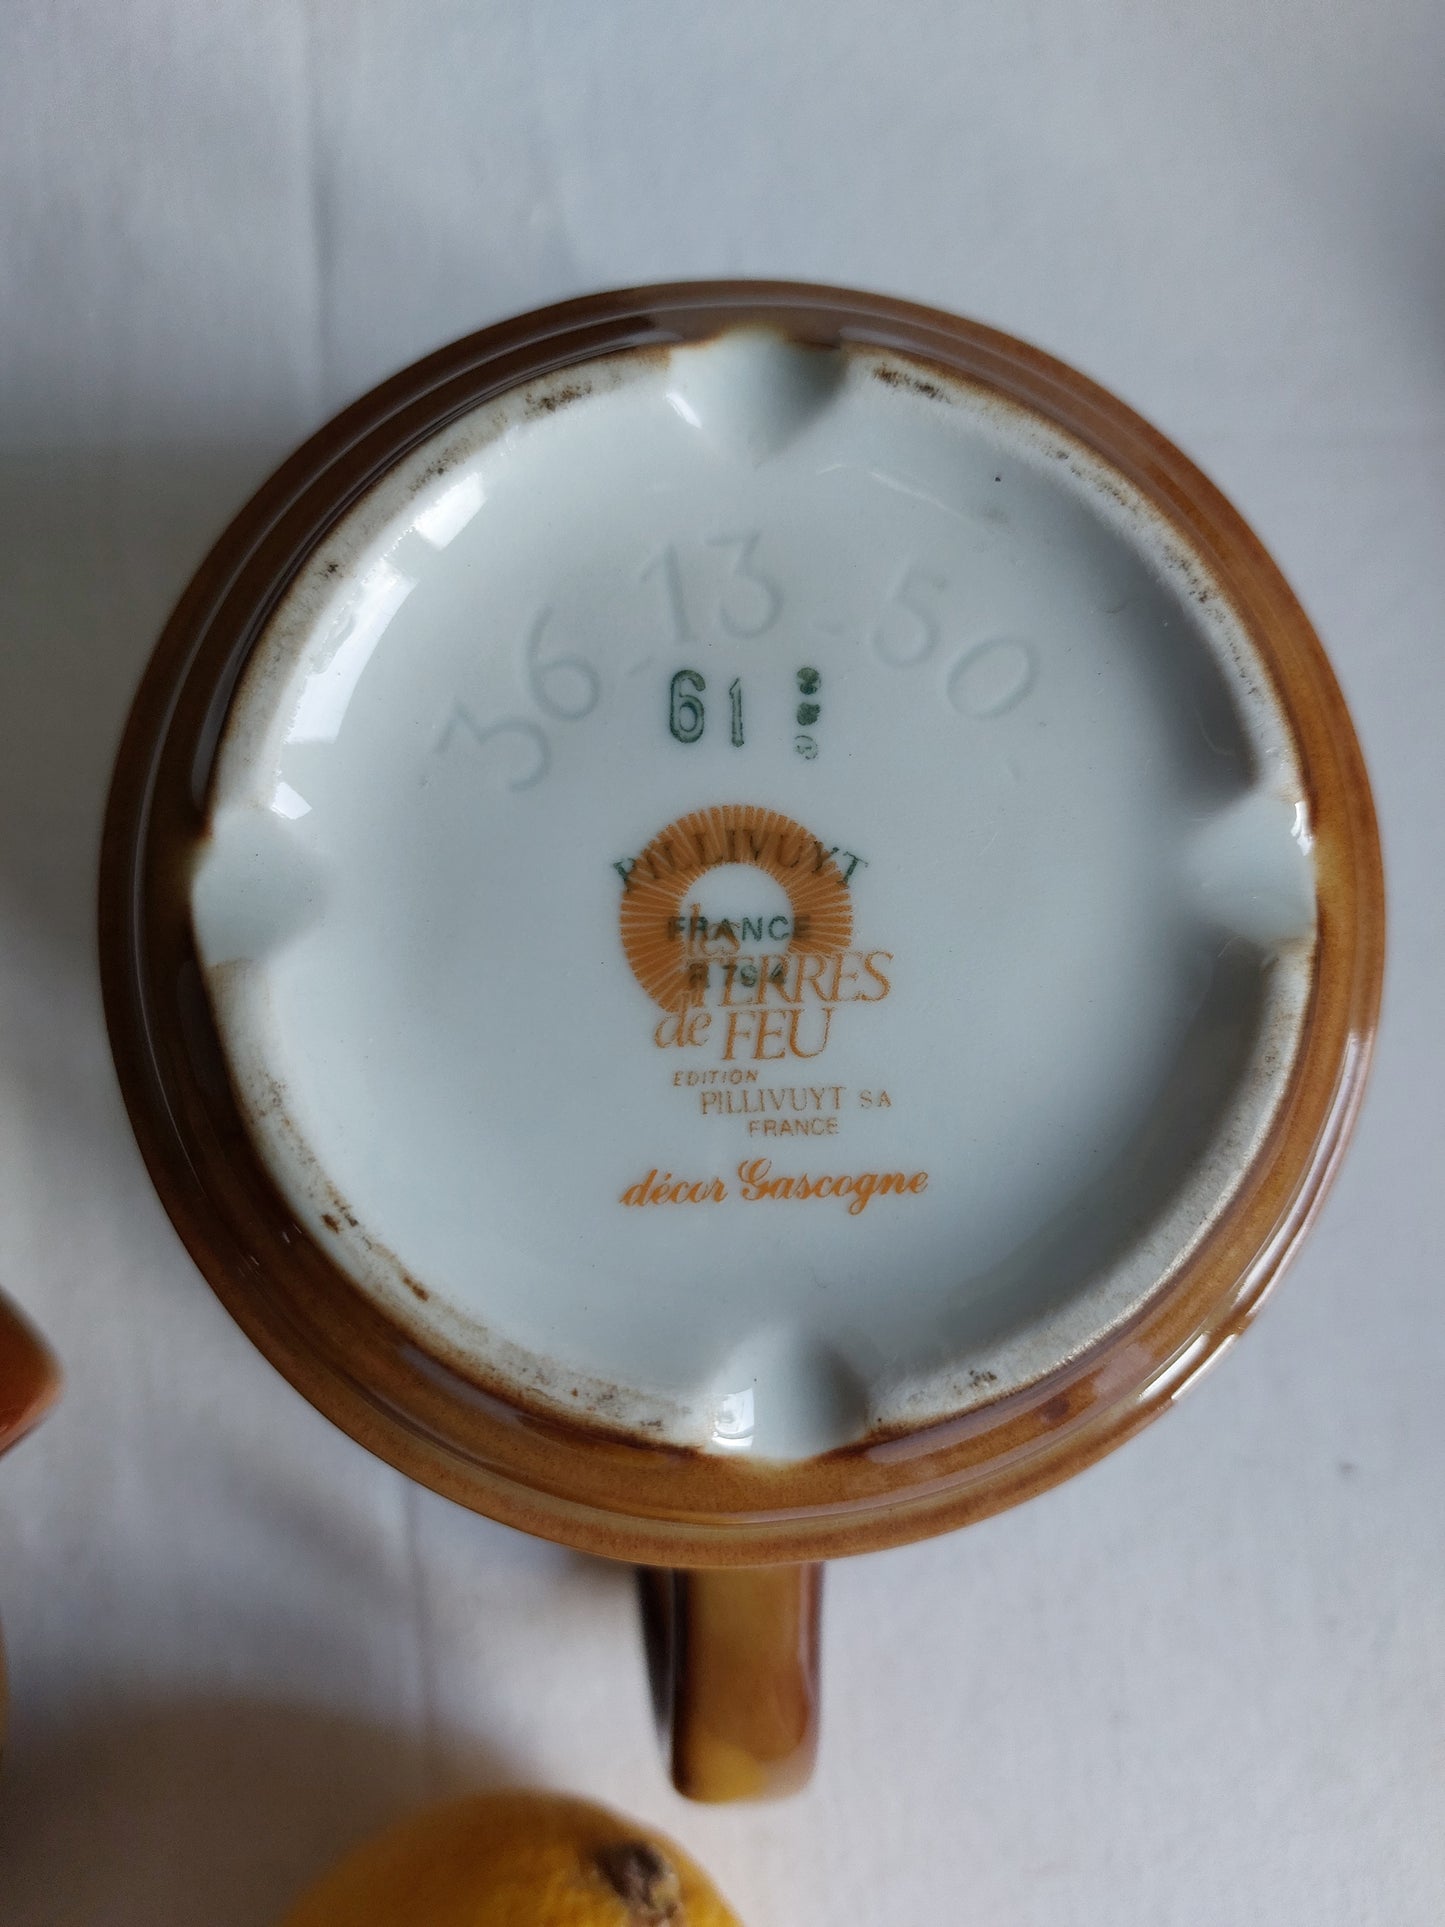 36-13-50
61
PILLIVUYT
FRANCE
les
TERRES
de FEU
EDITION
PILLIVUYT SA
FRANCE
décor Gascogne